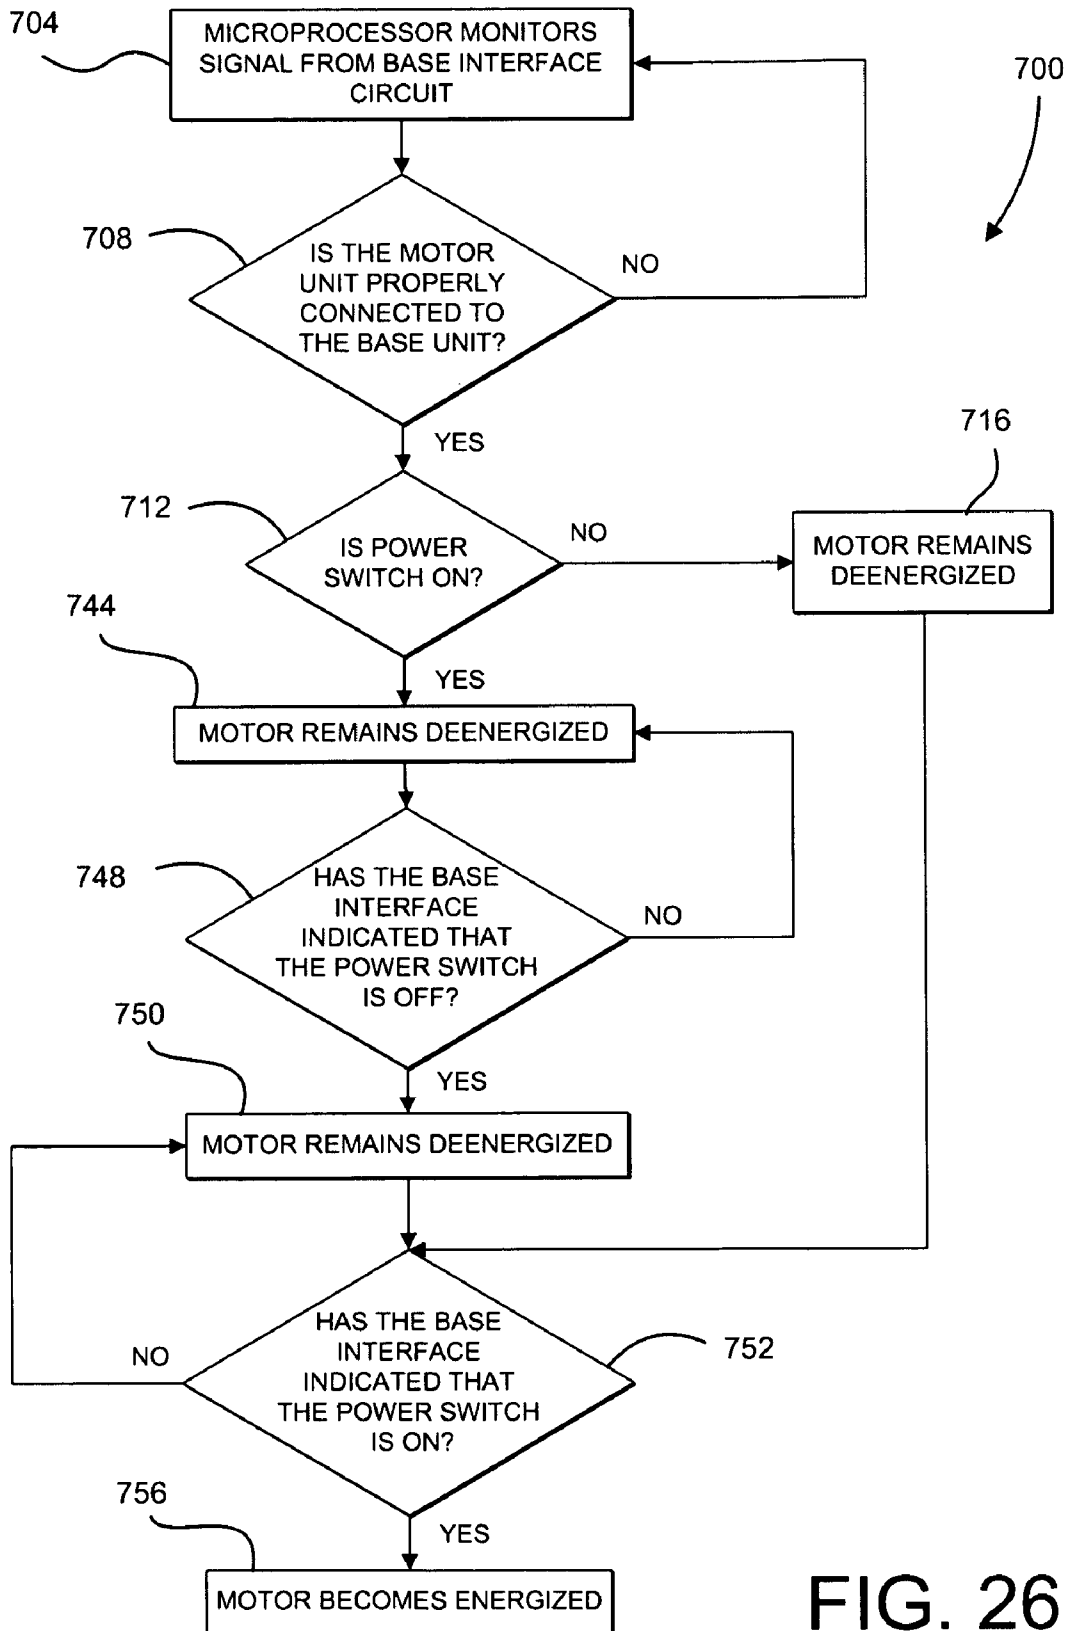 704
MICROPROCESSOR MONITORS
SIGNAL FROM BASE INTERFACE
CIRCUIT
700
708
IS THE MOTOR
UNIT PROPERLY
CONNECTED TO
THE BASE UNIT?
NO
YES
716
712
IS POWER
SWITCH ON?
NO
MOTOR REMAINS
DEENERGIZED
744
YES
MOTOR REMAINS DEENERGIZED
748
HAS THE BASE
INTERFACE
INDICATED THAT
THE POWER SWITCH
IS OFF?
NO
750
YES
MOTOR REMAINS DEENERGIZED
HAS THE BASE
INTERFACE
INDICATED THAT
THE POWER SWITCH
IS ON?
NO
752
756
YES
MOTOR BECOMES ENERGIZED
FIG. 26